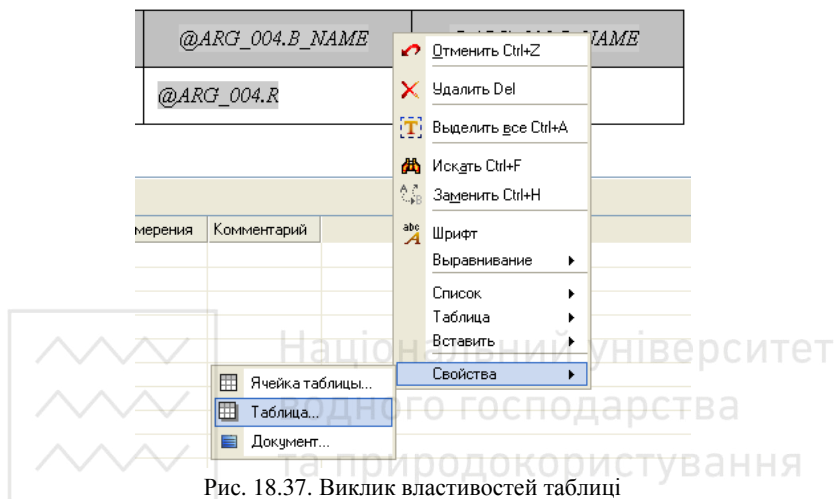 @ARG_004.B_NAME
Отменить Ctrl+Z
@ARG_004.R
Удалить Del
Выделить все Ctrl+A
Искать Ctrl+F
Заменить Ctrl+H
мерения Комментарий
Шрифт
Выравнивание
Список
Таблица
Вставить
Національний університет
Свойства
Ячейка таблицы...
водного господарства
Таблица...
Документ...
та природокористування
Рис. 18.37. Виклик властивостей таблиці